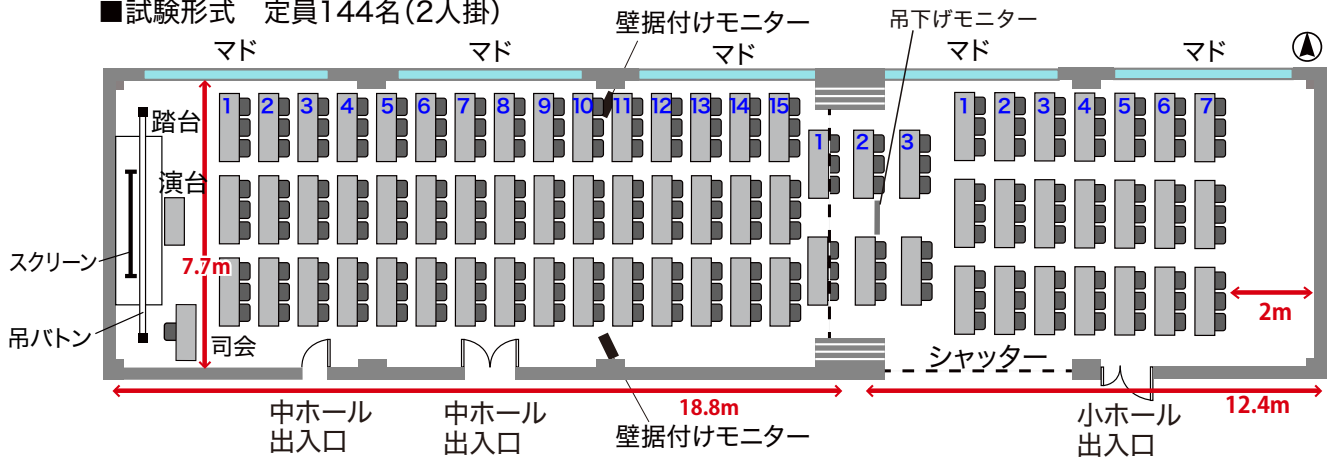 ■試験形式　定員144名(2人掛)
壁据付けモニター
吊下げモニター
マド
マド
マド
マド
マド
1 2 3 4 5 6 7 8 9 10 11 12 13 14 15
1 2 3
1 2 3 4 5 6 7
踏台
演台
スクリーン
7.7m
吊バトン
司会
2m
シャッター
18.8m
12.4m
中ホール
出入口
中ホール
出入口
壁据付けモニター
小ホール
出入口